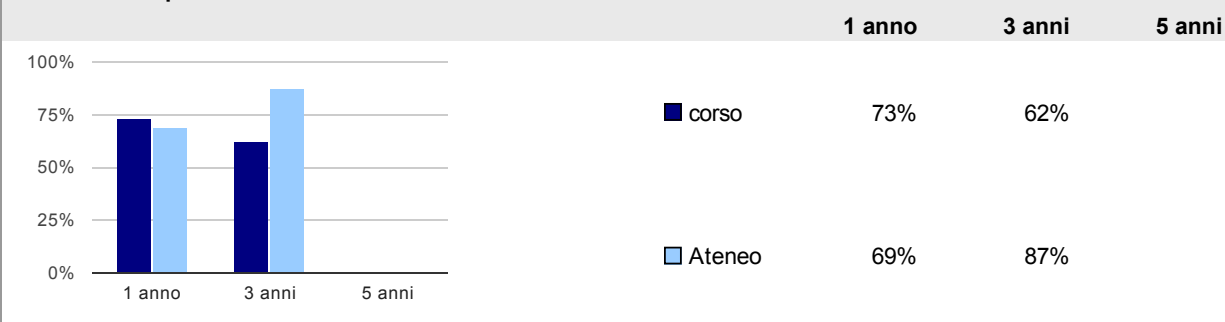 1 anno 3 anni 5 anni
100%
75%
50%
25%
0%
1 anno 3 anni 5 anni
corso 73% 62%
Ateneo 69% 87%